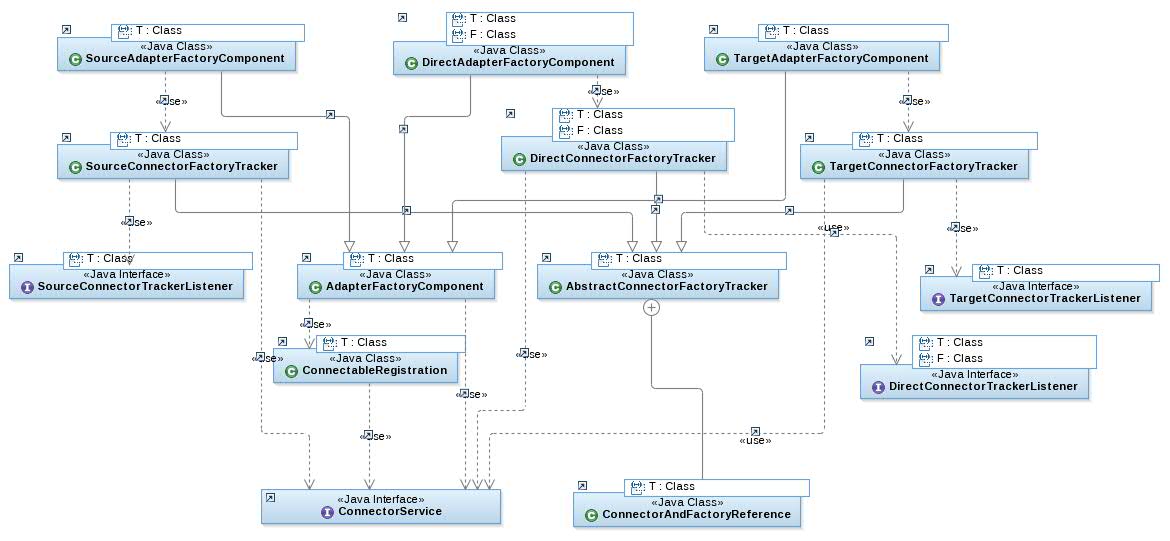 T : Class
«Java Class»
SourceAdapterFactoryComponent
T : Class
F : Class
«Java Class»
DirectAdapterFactoryComponent
T : Class
«Java Class»
TargetAdapterFactoryComponent
«use»
«use»
«use»
T : Class
«Java Class»
SourceConnectorFactoryTracker
T : Class
F : Class
«Java Class»
DirectConnectorFactoryTracker
T : Class
«Java Class»
TargetConnectorFactoryTracker
«use»
«use»
«use»
T : Class
«Java Interface»
SourceConnectorTrackerListener
T : Class
«Java Class»
AdapterFactoryComponent
T : Class
«Java Class»
AbstractConnectorFactoryTracker
T : Class
«Java Interface»
TargetConnectorTrackerListener
«use»
T : Class
«Java Class»
ConnectableRegistration
«use»
«use»
T : Class
F : Class
«Java Interface»
DirectConnectorTrackerListener
«use»
«use»
«use»
«Java Interface»
ConnectorService
T : Class
«Java Class»
ConnectorAndFactoryReference